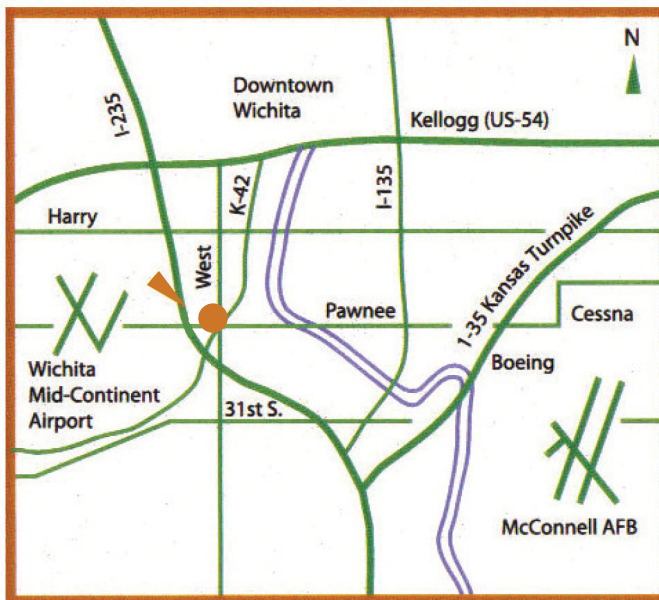 N
Downtown
Wichita
I-235
Kellogg (US-54)
K-42
I-135
Harry
West
1-35 Kansas Turnpike
Pawnee
Cessna
Wichita
Mid-Continent
Airport
Boeing
31st S.
McConnell AFB